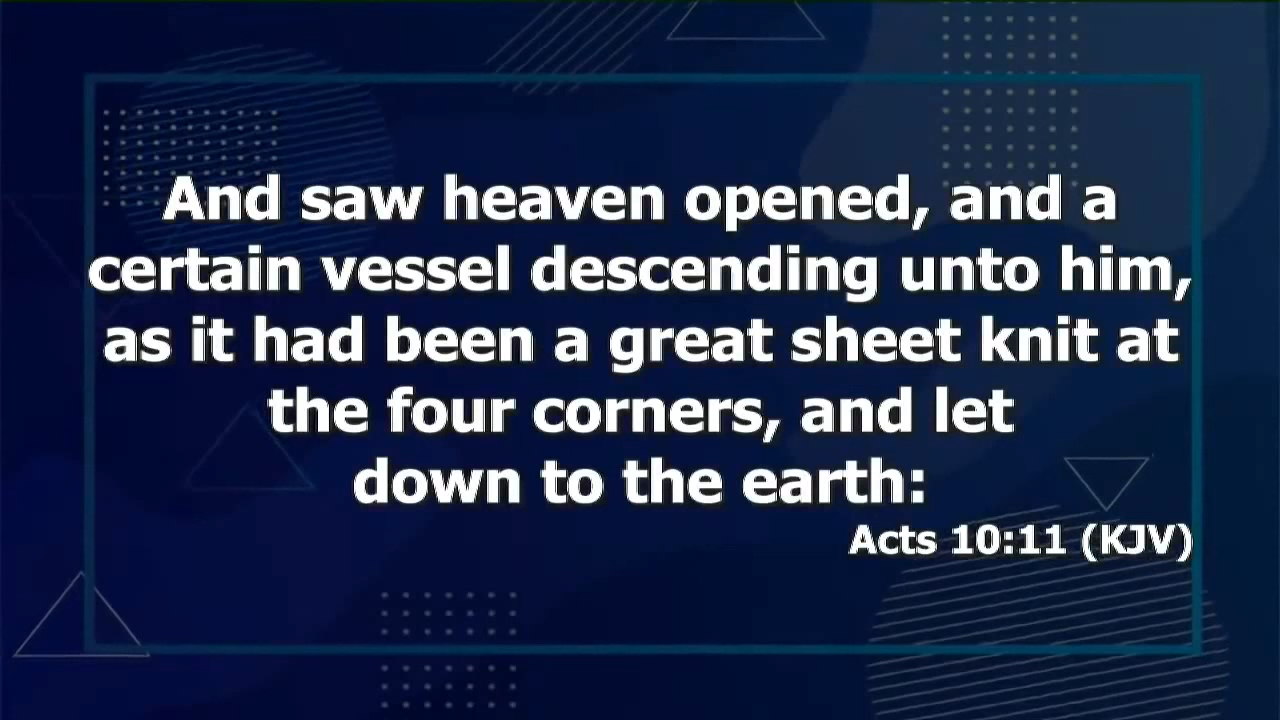 And saw heaven opened, and a
certain vessel descending unto him,
as it had been a great sheet knit at
the four corners, and let
down to the earth:
Acts 10:11 (KJV)